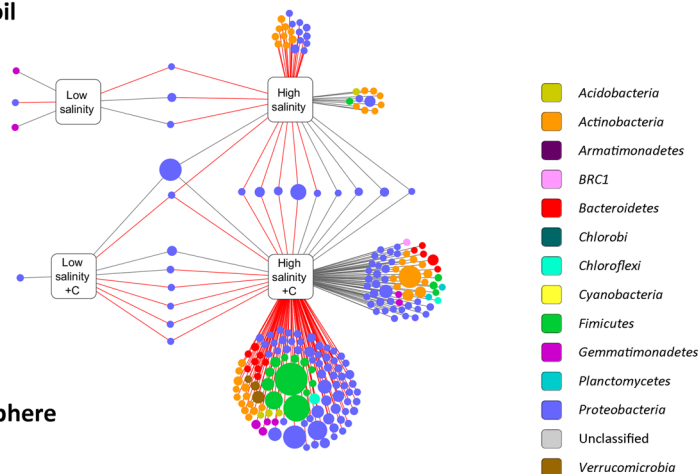 oil
Low
salinity
High
salinity
Low
salinity
+C
High
salinity
+C
phere
Acidobacteria
Actinobacteria
Armatimonadetes
BRC1
Bacteroidetes
Chlorobi
Chloroflexi
Cyanobacteria
Fimicutes
Gemmatimonadetes
Planctomycetes
Proteobacteria
Unclassified
Verrucomicrobia